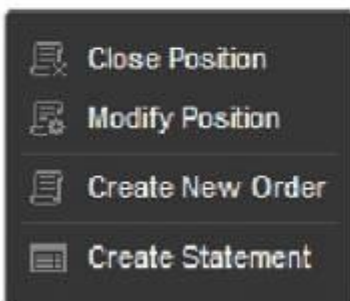 Close Position
Modify Position
Create New Order
Create Statement